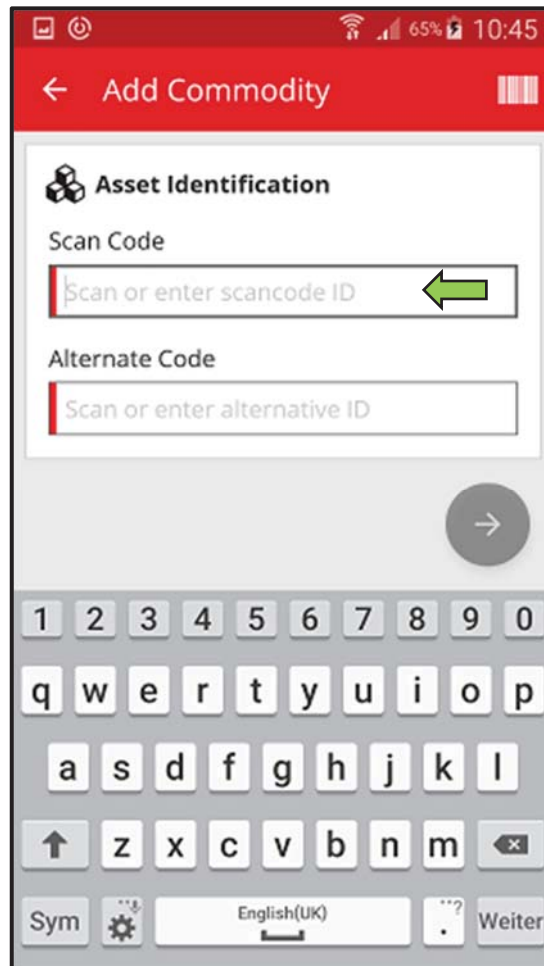 65% 10:45
Add Commodity
Asset Identification
Scan Code
Scan or enter scancode ID
Alternate Code
Scan or enter alternative ID
1 2 3 4 5 6 7 8 9 0
q w e r t y u i o p
a s d f g h j k l
z x c v b n m
Sym English(UK) . ...? Weiter